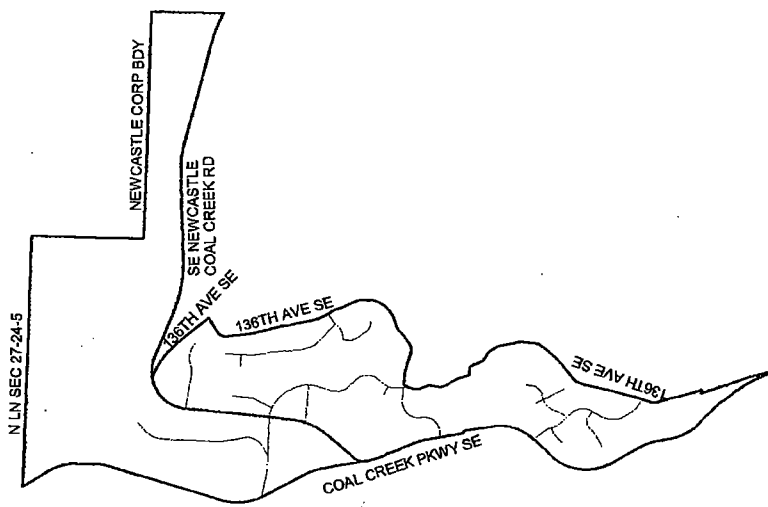 NEWCASTLE CORP BDY
SE NEWCASTLE
COAL CREEK RD
N LN SEC 27-24-5
136TH AVE SE
136TH AVE SE
136TH AVE SE
COAL CREEK PKWY SE